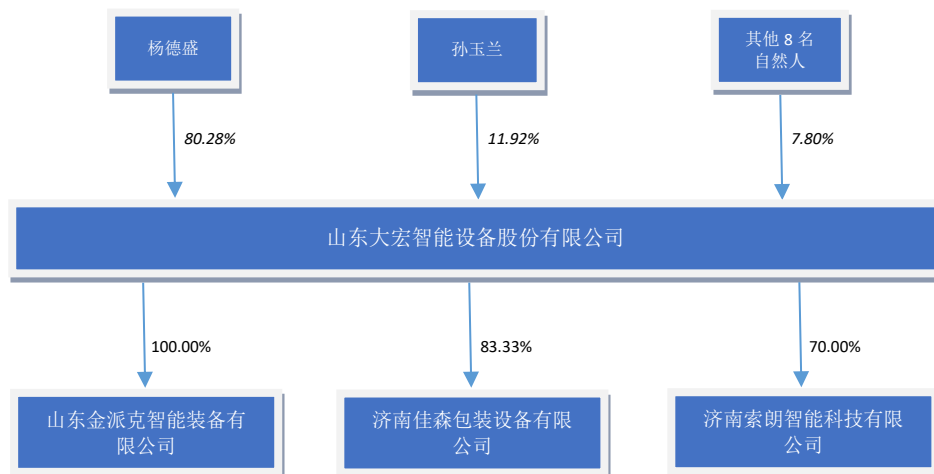 杨德盛
孙玉兰
其他 8 名
自然人
80.28%
11.92%
7.80%
山东大宏智能设备股份有限公司
100.00%
83.33%
70.00%
山东金派克智能装备有
限公司
济南佳森包装设备有限
公司
济南索朗智能科技有限
公司